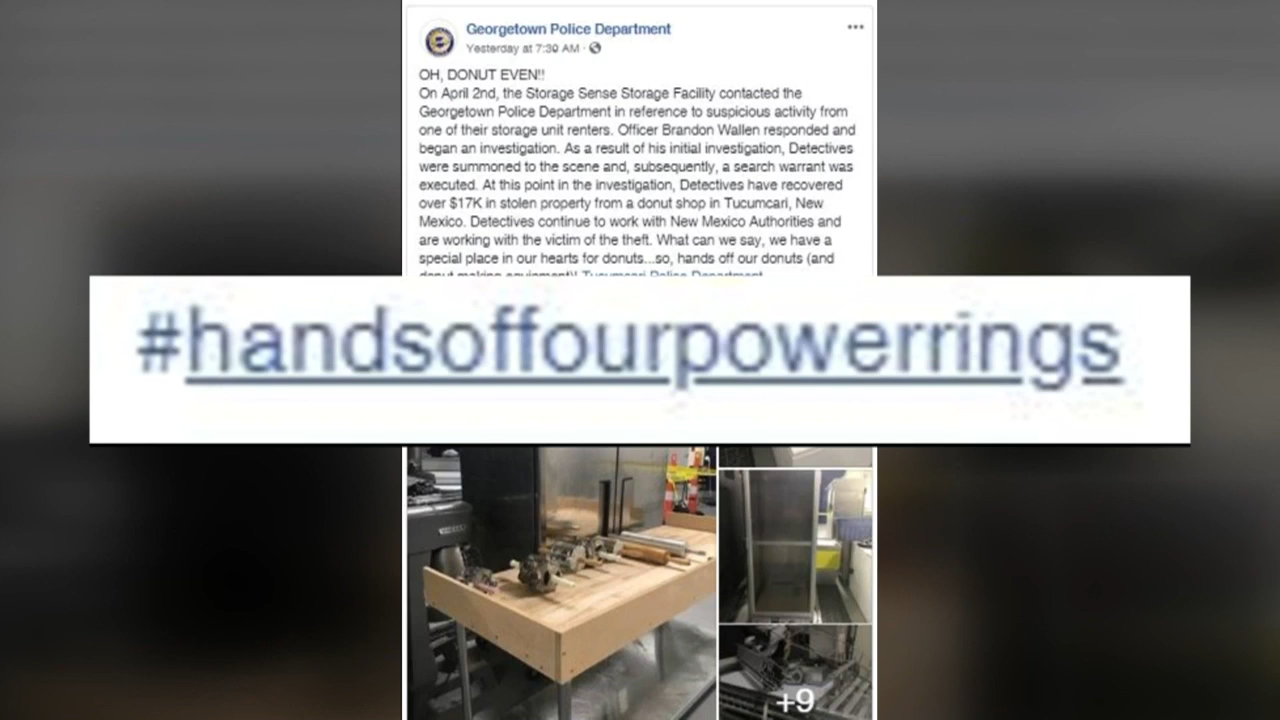 Georgetown Police Department
Yesterday at 7:30 AM ·
OH, DONUT EVEN!!
On April 2nd, the Storage Sense Storage Facility contacted the
Georgetown Police Department in reference to suspicious activity from
one of their storage unit renters. Officer Brandon Wallen responded and
began an investigation. As a result of his initial investigation, Detectives
were summoned to the scene and, subsequently, a search warrant was
executed. At this point in the investigation, Detectives have recovered
over $17K in stolen property from a donut shop in Tucumcari, New
Mexico. Detectives continue to work with New Mexico Authorities and
are working with the victim of the theft. What can we say, we have a
special place in our hearts for donuts...so, hands off our donuts (and
donut making equipment)! Tucumcari Police Department
#handsoffourpowerrings
+9